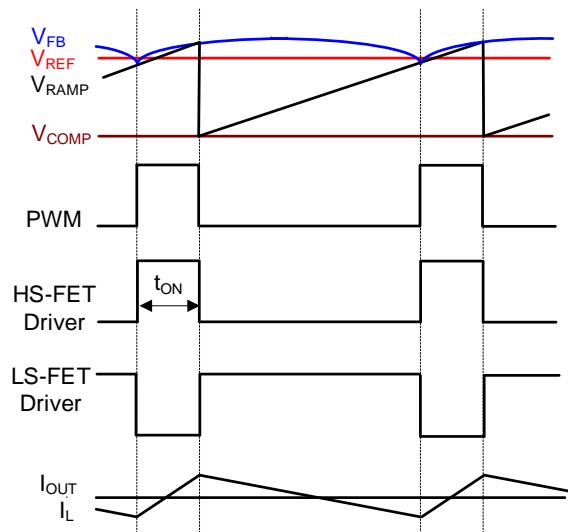 VFB
VREF
VRAMP
VCOMP
PWM
HS-FET
Driver
tON
LS-FET
Driver
IOUT
IL